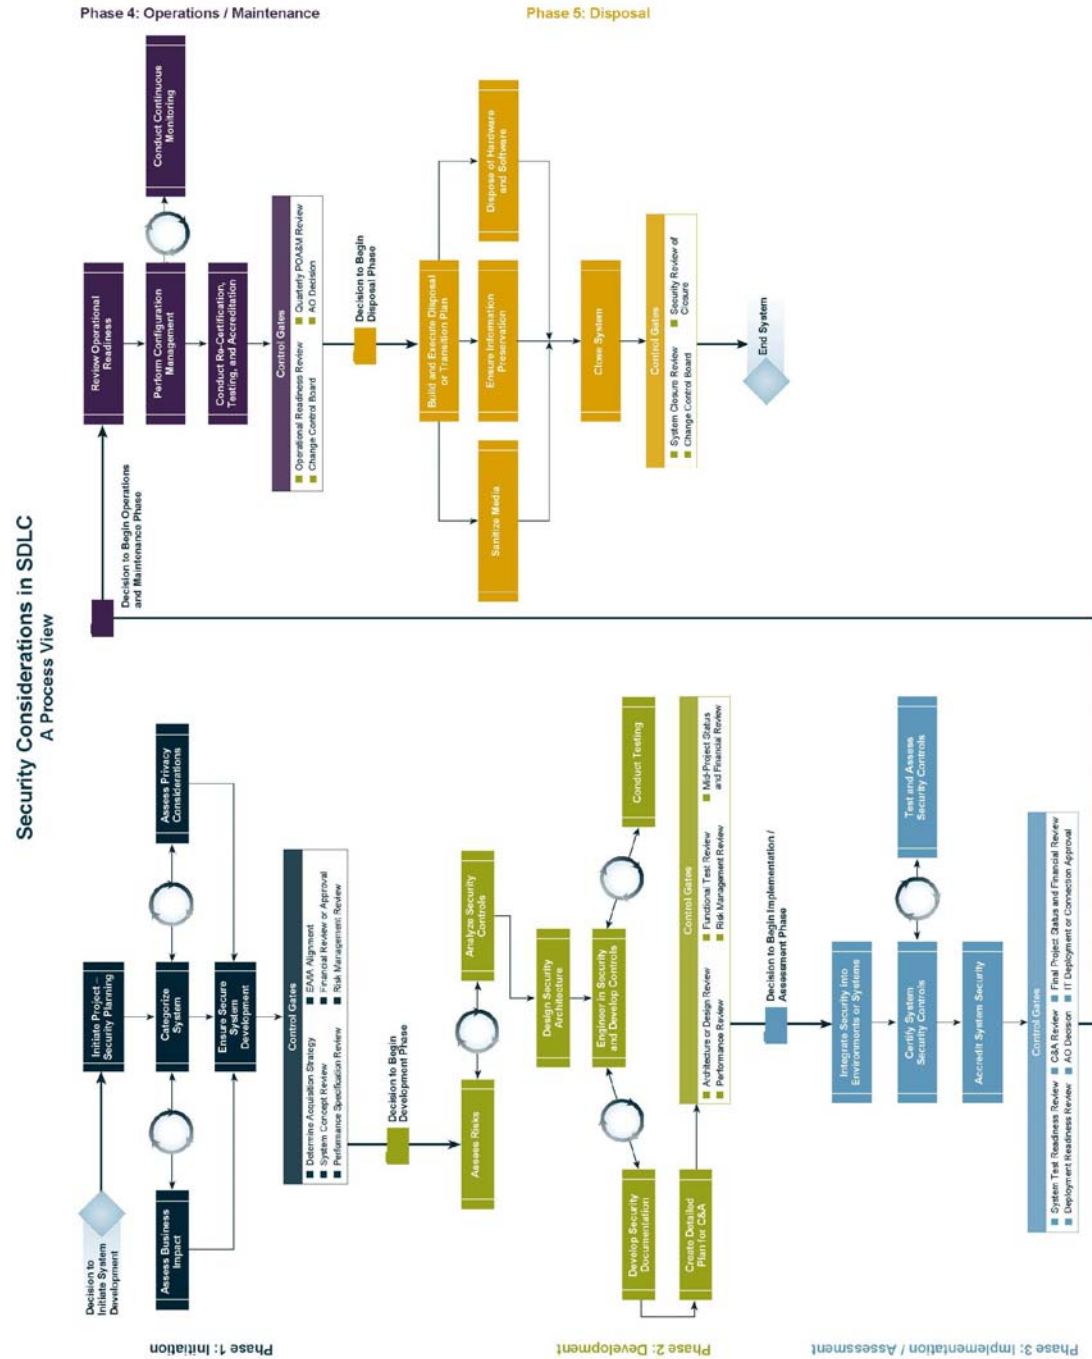 Security Considerations in SDLC
A Process View
Phase 1: Initiation
Decision to
Initiate System
Development
Initiate Project –
Security Planning
Assess Business
Impact
Categorize
System
Assess Privacy
Considerations
Ensure Secure
System
Development
Control Gates
Determine Acquisition Strategy
System Concept Review
Performance Specification Review
EA/IA Alignment
Financial Review or Approval
Risk Management Review
Decision to Begin
Development Phase
Phase 2: Development
Assess Risks
Analyze Security
Controls
Design Security
Architecture
Engineer in Security
and Develop Controls
Develop Security
Documentation
Conduct Testing
Create Detailed
Plan for C&A
Control Gates
Architecture or Design Review
Performance Review
Functional Test Review
Risk Management Review
Mid-Project Status
and Financial Review
Decision to Begin Implementation /
Assessment Phase
Phase 3: Implementation / Assessment
Integrate Security into
Environments or Systems
Certify System
Security Controls
Test and Assess
Security Controls
Accredit System Security
Control Gates
System Test Readiness Review
Deployment Readiness Review
C&A Review
AO Decision
Final Project Status and Financial Review
IT Deployment or Connection Approval
Phase 4: Operations / Maintenance
Decision to Begin Operations
and Maintenance Phase
Review Operational
Readiness
Perform Configuration
Management
Conduct Continuous
Monitoring
Conduct Re-Certification,
Testing, and Accreditation
Control Gates
Operational Readiness Review
Change Control Board
Quarterly POA&M Review
AO Decision
Decision to Begin
Disposal Phase
Phase 5: Disposal
Build and Execute Disposal
or Transition Plan
Sanitize Media
Ensure Information
Preservation
Dispose of Hardware
and Software
Close System
Control Gates
System Closure Review
Change Control Board
Security Review of
Closure
End System